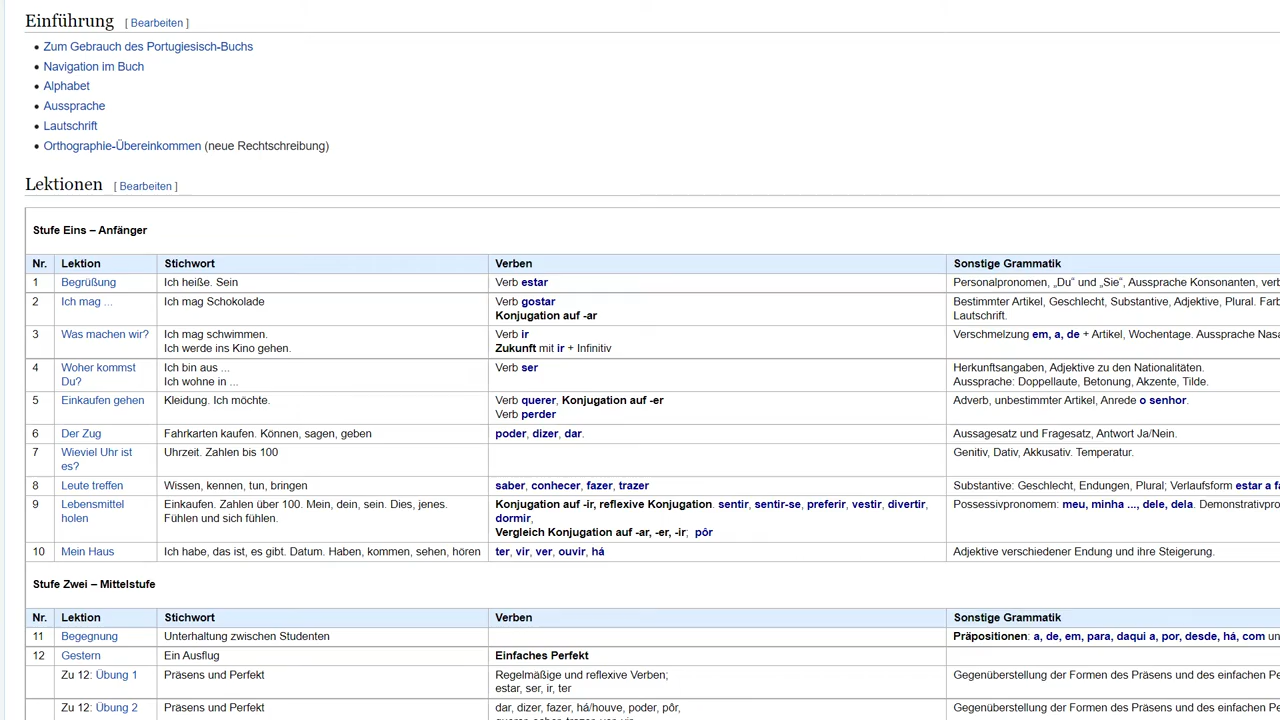 Einführung [ Bearbeiten ]
• Zum Gebrauch des Portugiesisch-Buchs
• Navigation im Buch
• Alphabet
• Aussprache
• Lautschrift
• Orthographie-Übereinkommen (neue Rechtschreibung)
Lektionen [ Bearbeiten ]
Stufe Eins – Anfänger
Nr. Lektion Stichwort Verben Sonstige Grammatik
1 Begrüßung Ich heiße. Sein Verb estar Personalpronomen, „Du“ und „Sie“, Aussprache Konsonanten,
2 Ich mag ... Ich mag Schokolade Verb gostar Bestimmter Artikel, Geschlecht, Substantive, Adjektive, Plural.
Konjugation auf -ar Lautschrift.
3 Was machen wir? Ich mag schwimmen. Verb ir Verschmelzung em, a, de + Artikel, Wochentage. Aussprache
Ich werde ins Kino gehen. Zukunft mit ir + Infinitiv
4 Woher kommst Ich bin aus ... Verb ser Herkunftsangaben, Adjektive zu den Nationalitäten.
Du? Ich wohne in ... Aussprache: Doppellaute, Betonung, Akzente, Tilde.
5 Einkaufen gehen Kleidung. Ich möchte. Verb querer, Konjugation auf -er Adverb, unbestimmter Artikel, Anrede o senhor.
Verb perder
6 Der Zug Fahrkarten kaufen. Können, sagen, geben poder, dizer, dar. Aussagesatz und Fragesatz, Antwort Ja/Nein.
7 Wieviel Uhr ist Uhrzeit. Zahlen bis 100 Genitiv, Dativ, Akkusativ. Temperatur.
es?
8 Leute treffen Wissen, kennen, tun, bringen saber, conhecer, fazer, trazer Substantive: Geschlecht, Endungen, Plural; Verlaufsform estar a
9 Lebensmittel Einkaufen. Zahlen über 100. Mein, dein, sein. Dies, jenes. Konjugation auf -ir, reflexive Konjugation. sentir, sentir-se, preferir, vestir, divertir, Possessivpronomem: meu, minha ..., dele, dela.
holen Fühlen und sich fühlen. dormir,
Vergleich Konjugation auf -ar, -er, -ir; pôr
10 Mein Haus Ich habe, das ist, es gibt. Datum. Haben, kommen, sehen, hören ter, vir, ver, ouvir, há Adjektive verschiedener Endung und ihre Steigerung.
Stufe Zwei – Mittelstufe
Nr. Lektion Stichwort Verben Sonstige Grammatik
11 Begegnung Unterhaltung zwischen Studenten Präpositionen: a, de, em, para, daqui a, por, desde, há, com
12 Gestern Ein Ausflug Einfaches Perfekt
Zu 12: Übung 1 Präsens und Perfekt Regelmäßige und reflexive Verben; Gegenüberstellung der Formen des Präsens und des einfachen
estar, ser, ir, ter
Zu 12: Übung 2 Präsens und Perfekt dar, dizer, fazer, há/houve, poder, pôr, Gegenüberstellung der Formen des Präsens und des einfachen